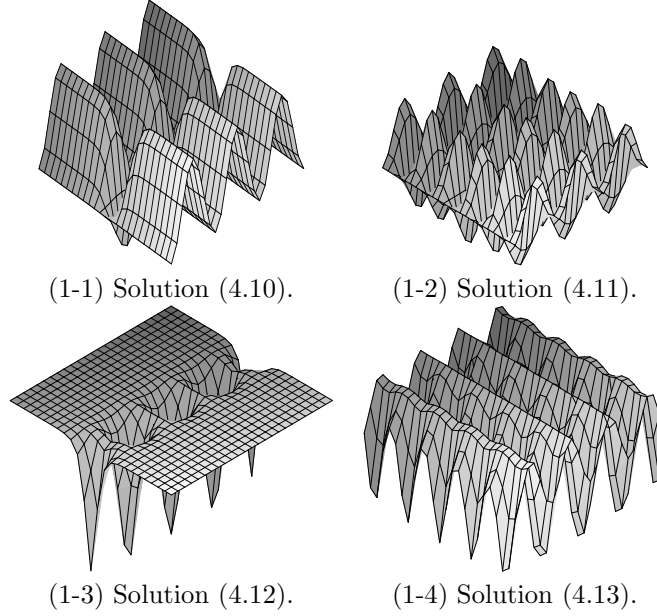 (1-1) Solution (4.10).
(1-2) Solution (4.11).
(1-3) Solution (4.12).
(1-4) Solution (4.13).